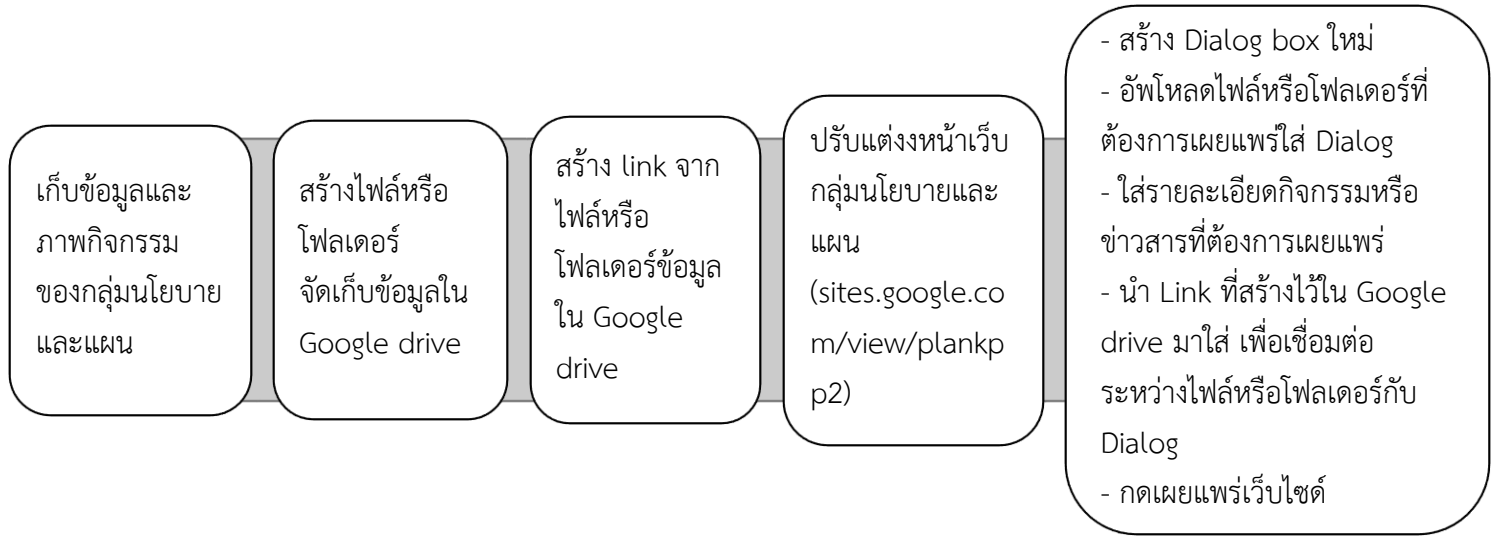 เก็บข้อมูลและ
ภาพกิจกรรม
ของกลุ่มนโยบาย
และแผน
สร้างไฟล์หรือ
โฟลเดอร์
จัดเก็บข้อมูลใน
Google drive
สร้าง link จาก
ไฟล์หรือ
โฟลเดอร์ข้อมูล
ใน Google
drive
ปรับแต่งงหน้าเว็บ
กลุ่มนโยบายและ
แผน
(sites.google.co
m/view/plankp
p2)
- สร้าง Dialog box ใหม่
- อัพโหลดไฟล์หรือโฟลเดอร์ที่
ต้องการเผยแพร่ใส่ Dialog
- ใส่รายละเอียดกิจกรรมหรือ
ข่าวสารที่ต้องการเผยแพร่
- นำ Link ที่สร้างไว้ใน Google
drive มาใส่ เพื่อเชื่อมต่อ
ระหว่างไฟล์หรือโฟลเดอร์กับ
Dialog
- กดเผยแพร่เว็บไซด์